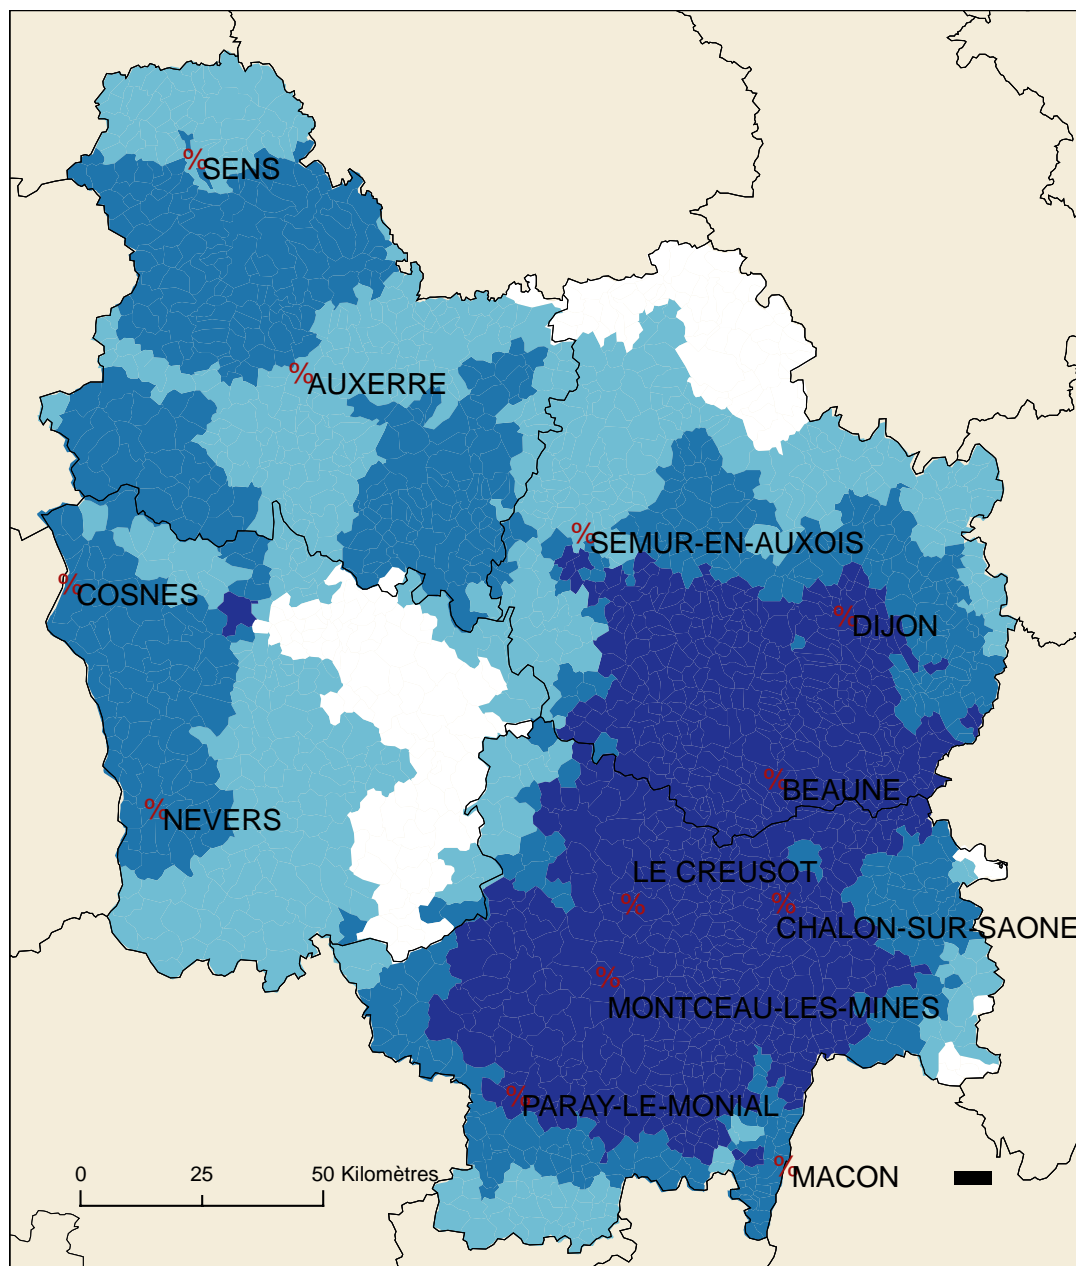 % SENS
% AUXERRE
% SEMUR-EN-AUXOIS
% COSNES
% DIJON
% BEAUNE
% NEVERS
LE CREUSOT
%
% CHALON-SUR-SAONE
% MONTCEAU-LES-MINES
% PARAY-LE-MONIAL
% MACON
0 25 50 Kilomètres